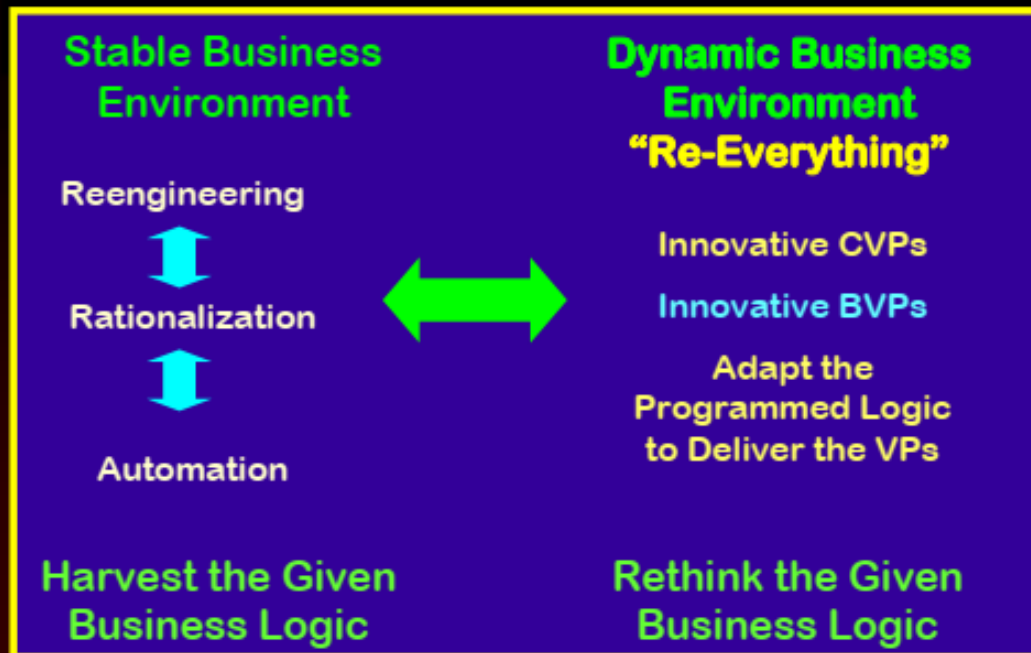 Stable Business
Environment
Reengineering
Rationalization
Automation
Harvest the Given
Business Logic
Dynamic Business
Environment
“Re-Everything”
Innovative CVPs
Innovative BVPs
Adapt the
Programmed Logic
to Deliver the VPs
Rethink the Given
Business Logic